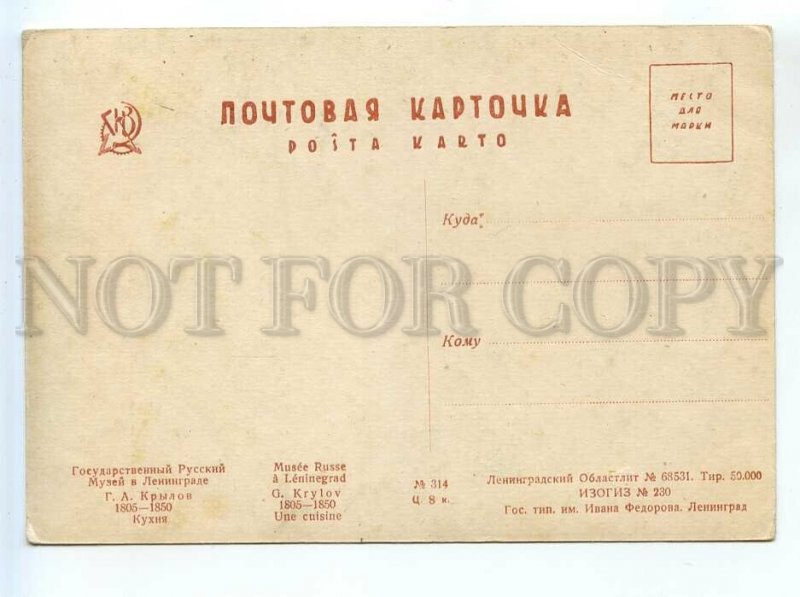 ПОЧТОВАЯ КАРТОЧКА
POŜTA KARTO
МЕСТО
ДЛЯ
МАРКИ
Куда
NOT FOR COPY
Кому
Государственный Русский
Музей в Ленинграде
Г. А. Крылов
1805—1850
Кухня
Musée Russe
à Léninegrad
G. Krylov
1805—1850
Une cuisine
№ 314
Ц. 8 к.
Ленинградский Областлит № 68531. Тир. 50.000
ИЗОГИЗ № 230
Гос. тип. им. Ивана Федорова. Ленинград